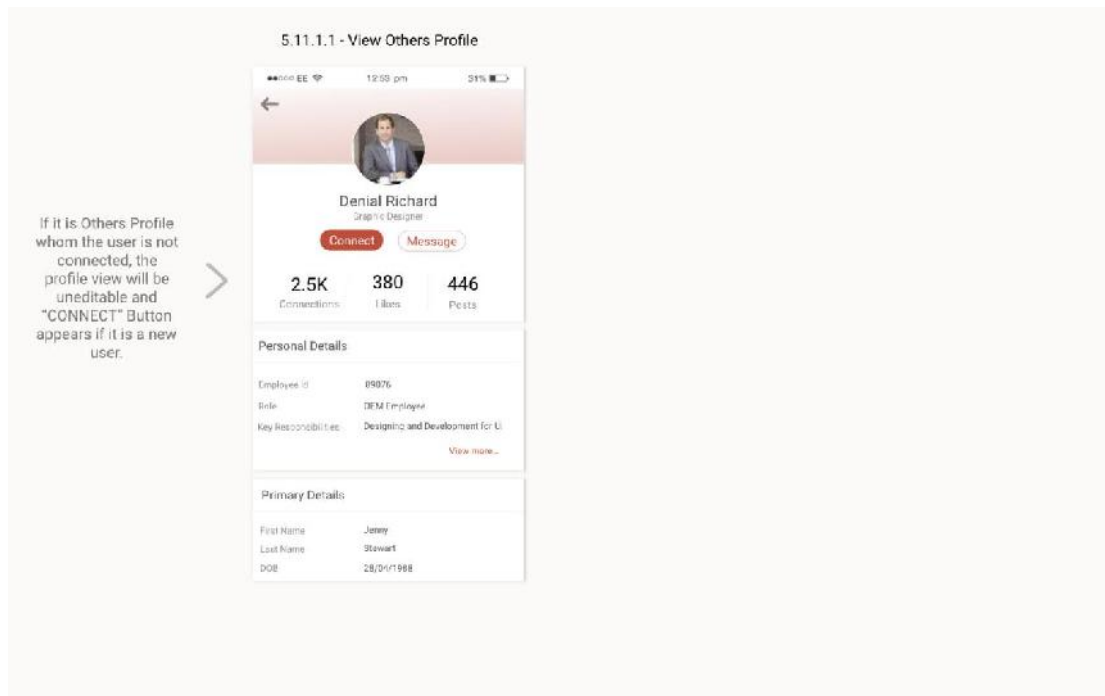 5.11.1.1 - View Others Profile
EE 12:53 pm 31%
Denial Richard
Graphic Designer
Connect Message
If it is Others Profile
whom the user is not
connected, the
profile view will be
uneditable and
"CONNECT" Button
appears if it is a new
user.
2.5K 380 446
Connections Likes Posts
Personal Details
Employee Id 89076
Role DEM Employee
Key Responsibilities Designing and Development for Ui
View more...
Primary Details
First Name Jenny
Last Name Stewart
DOB 28/04/1988